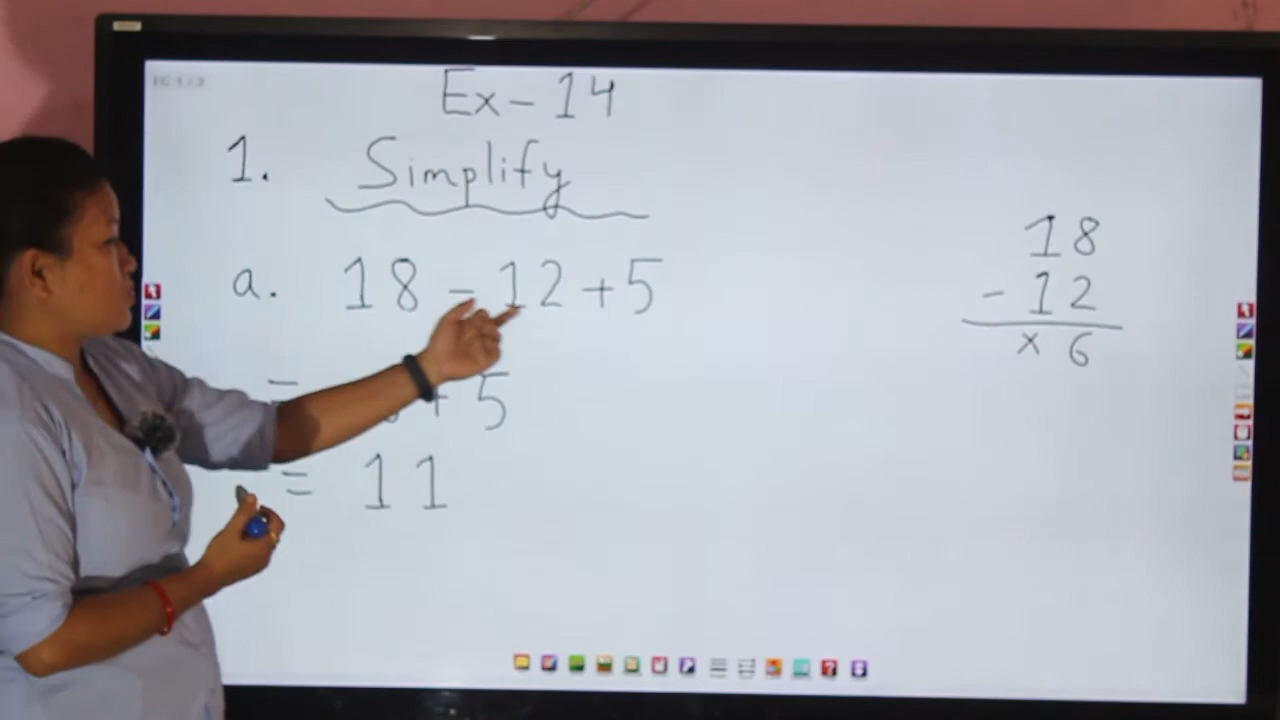 Ex - 14
1. Simplify
a. 18 - 12 + 5
= + 5
= 11
18
- 12
x 6